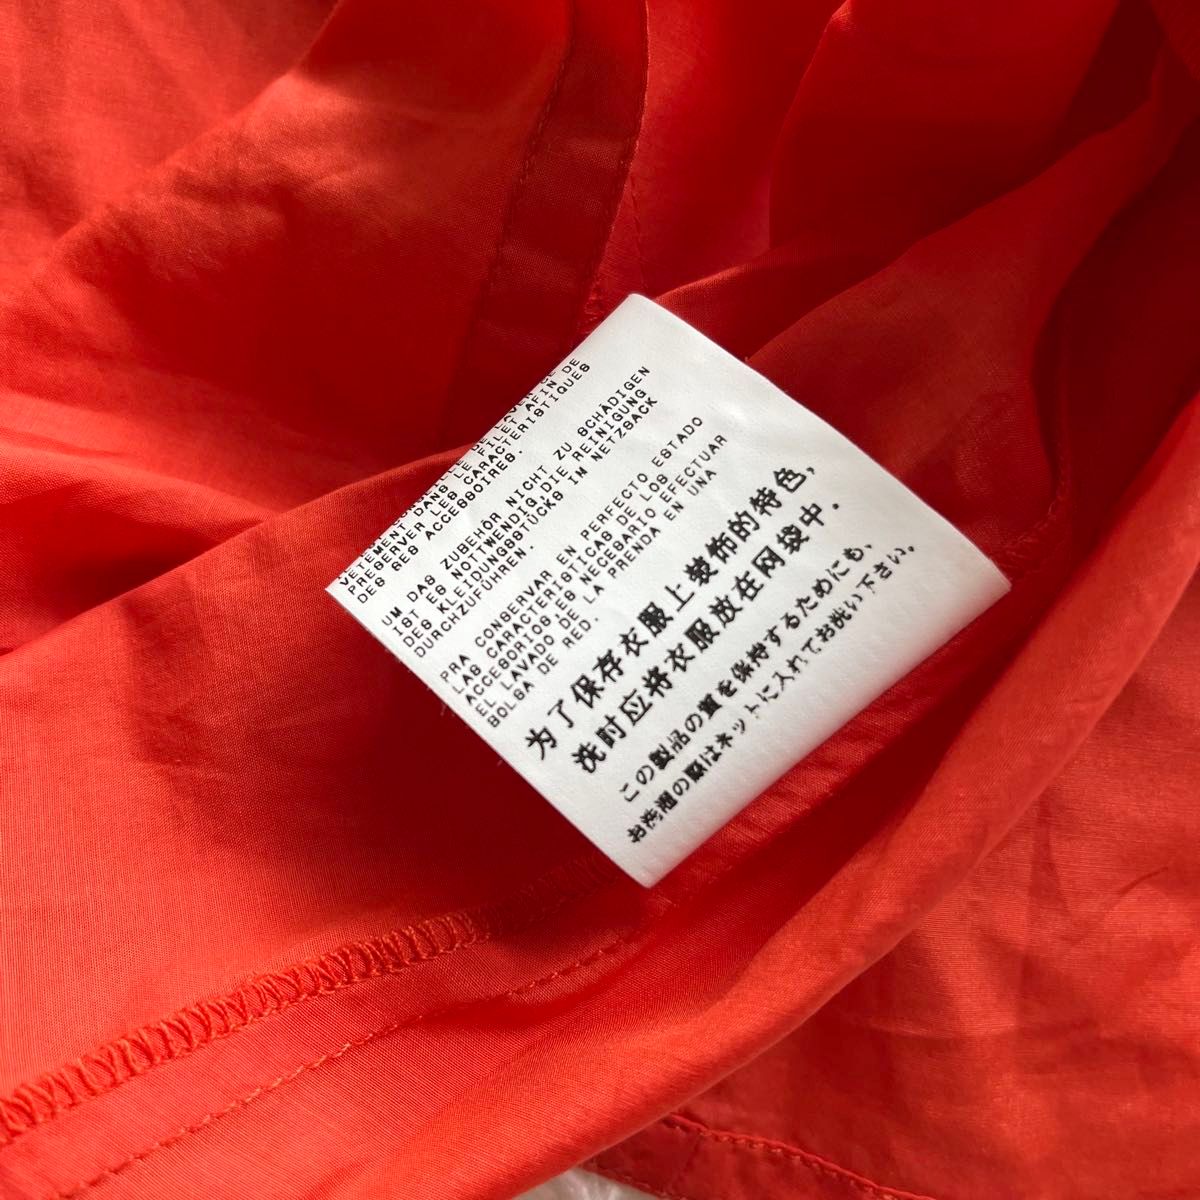 VETEMENT DANS LE FILET AFIN DE
PRESERVER LES CARACTERISTIQUES
DES SES ACCESSOIRES.
UM DAS ZUBEHÖR NICHT ZU SCHÄDIGEN
IST ES NOTWENDIG,DIE REINIGUNG
DES KLEIDUNGSSTÜCKS IM NETZSACK
DURCHZUFÜHREN.
PRA CONSERVAR EN PERFECTO ESTADO
LAS CARACTERISTICAS DE LOS
ACCESORIOS ES NECESARIO EFECTUAR
EL LAVADO DE LA PRENDA EN UNA
BOLSA DE RED.
为了保存衣服上装饰的特色,
洗时应将衣服放在网袋中.
この製品の質を保持するためにも、
お洗濯の際はネットに入れてお洗い下さい。